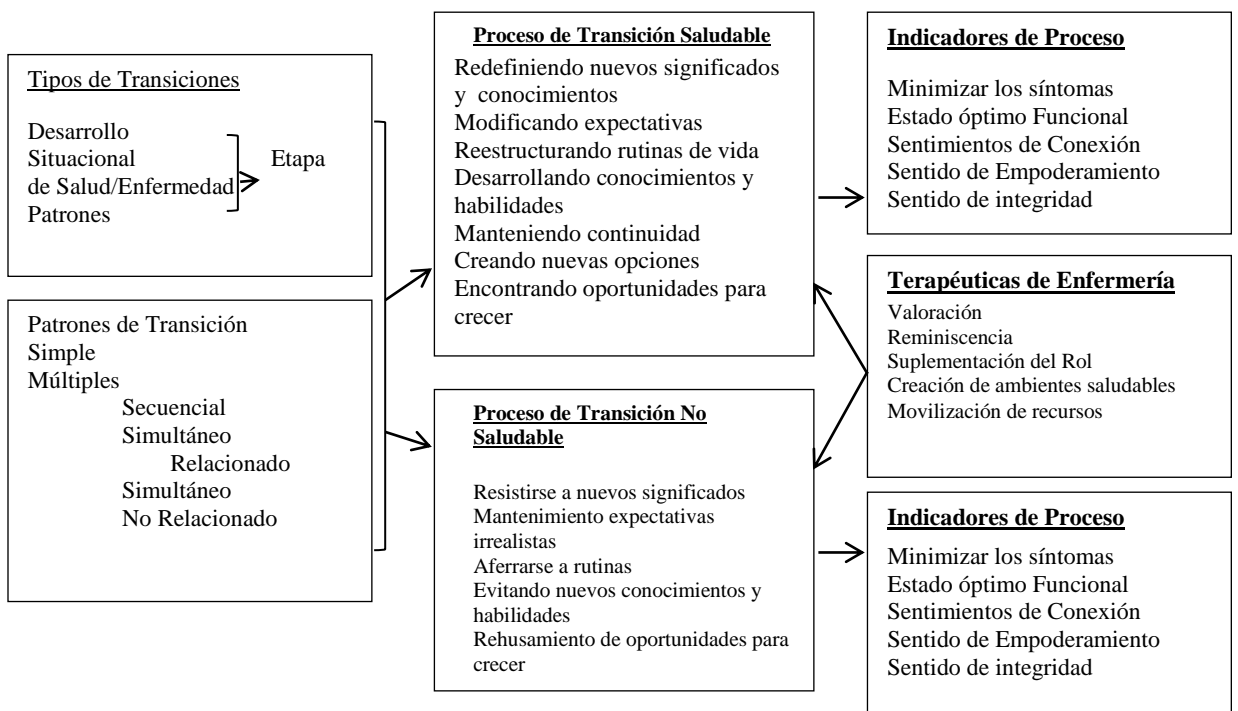 Tipos de Transiciones
Desarrollo
Situacional
de Salud/Enfermedad
Patrones
Etapa
Patrones de Transición
Simple
Múltiples
Secuencial
Simultáneo
Relacionado
Simultáneo
No Relacionado
Proceso de Transición Saludable
Redefiniendo nuevos significados
y conocimientos
Modificando expectativas
Reestructurando rutinas de vida
Desarrollando conocimientos y
habilidades
Manteniendo continuidad
Creando nuevas opciones
Encontrando oportunidades para
crecer
Proceso de Transición No
Saludable
Resistirse a nuevos significados
Mantenimiento expectativas
irrealistas
Aferrarse a rutinas
Evitando nuevos conocimientos y
habilidades
Rehusamiento de oportunidades para
crecer
Indicadores de Proceso
Minimizar los síntomas
Estado óptimo Funcional
Sentimientos de Conexión
Sentido de Empoderamiento
Sentido de integridad
Terapéuticas de Enfermería
Valoración
Reminiscencia
Suplementación del Rol
Creación de ambientes saludables
Movilización de recursos
Indicadores de Proceso
Minimizar los síntomas
Estado óptimo Funcional
Sentimientos de Conexión
Sentido de Empoderamiento
Sentido de integridad